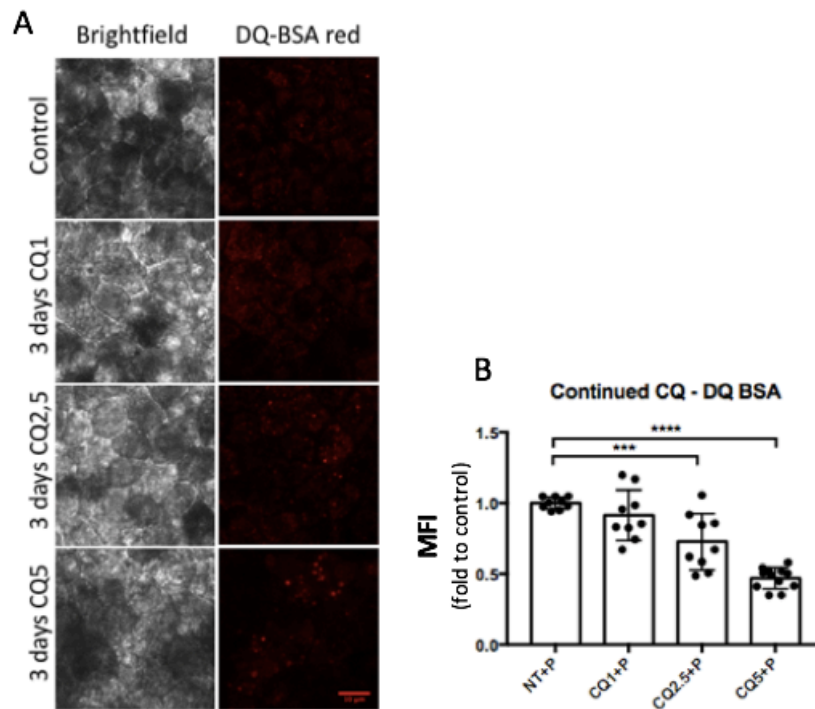 A
Brightfield DQ-BSA red
Control
3 days CQ1
3 days CQ2,5
3 days CQ5
B
Continued CQ - DQ BSA
****
***
MFI
(fold to control)
1.5
1.0
0.5
0.0
NT+P
CQ1+P
CQ2.5+P
CQ5+P